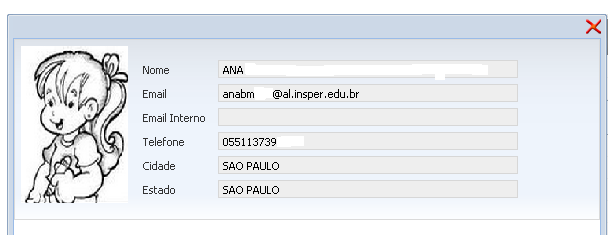 Nome ANA
Email anabm @al.insper.edu.br
Email Interno
Telefone 055113739
Cidade SAO PAULO
Estado SAO PAULO